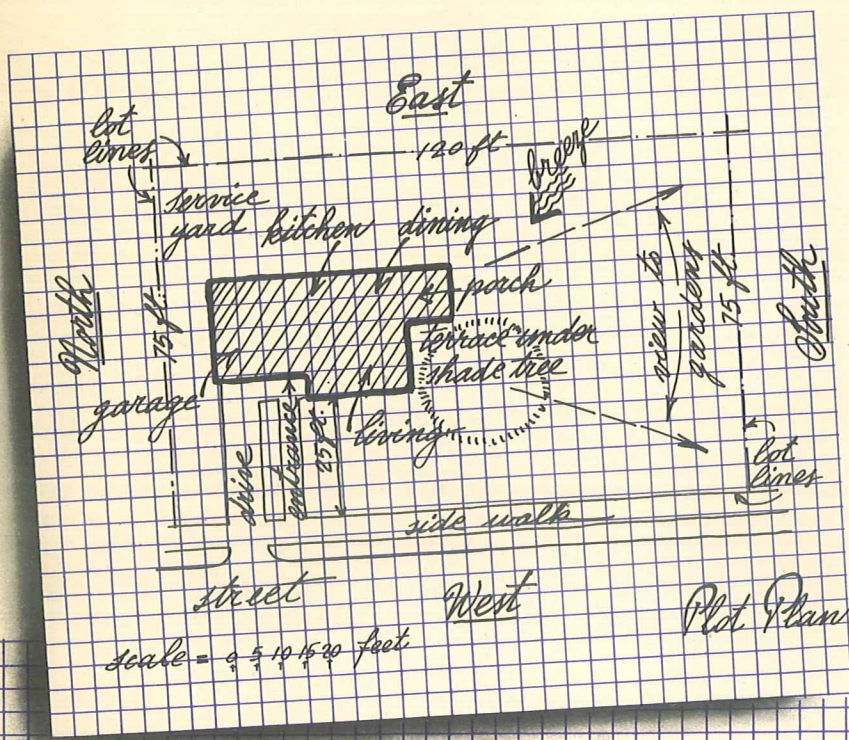 East
lot
lines
120 ft
breeze
service
yard
kitchen
dining
North
75 ft.
porch
view to
gardens
75 ft
South
terrace under
shade tree
garage
drive
entrance
25 ft.
living
lot
lines
side walk
street
West
Plot Plan
scale = 0 5 10 15 20 feet